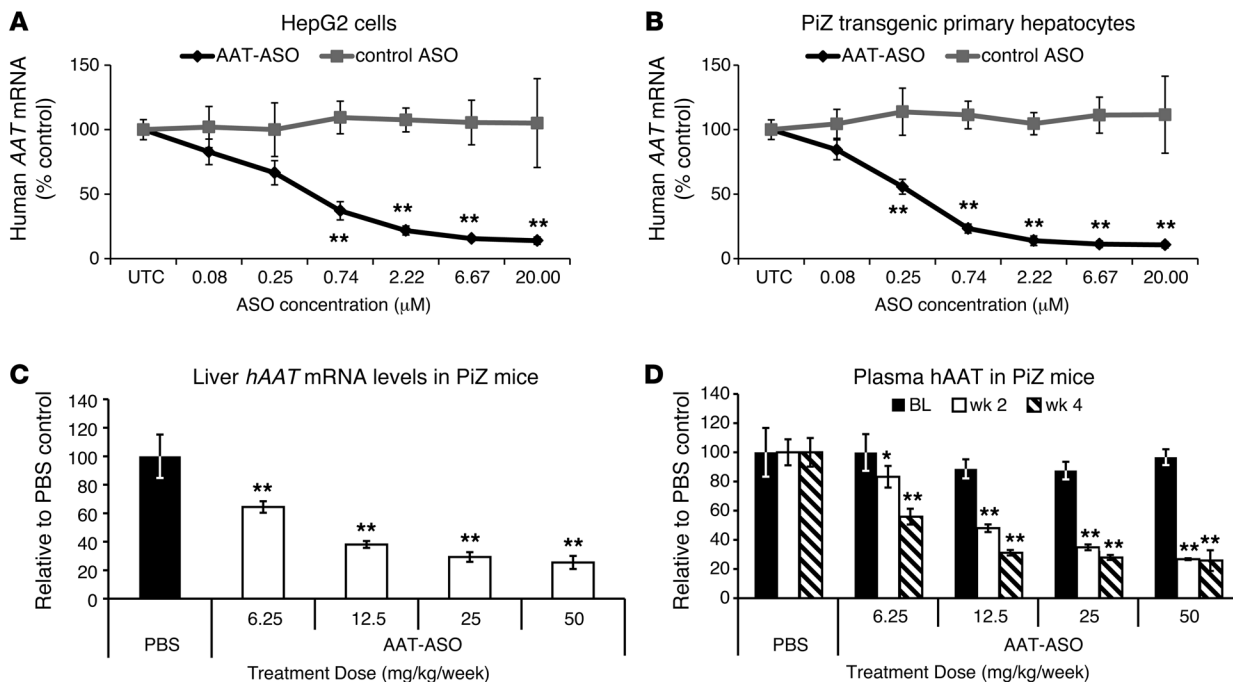 A
HepG2 cells
AAT-ASO
control ASO
Human AAT mRNA
(% control)
150
100
50
0
**
**
**
**
UTC
0.08
0.25
0.74
2.22
6.67
20.00
ASO concentration (μM)
B
PiZ transgenic primary hepatocytes
AAT-ASO
control ASO
Human AAT mRNA
(% control)
150
100
50
0
**
**
**
**
**
UTC
0.08
0.25
0.74
2.22
6.67
20.00
ASO concentration (μM)
C
Liver hAAT mRNA levels in PiZ mice
Relative to PBS control
140
120
100
80
60
40
20
0
**
**
**
**
6.25
12.5
25
50
PBS
AAT-ASO
Treatment Dose (mg/kg/week)
D
Plasma hAAT in PiZ mice
BL
wk 2
wk 4
Relative to PBS control
140
120
100
80
60
40
20
0
*
**
**
**
**
**
**
**
6.25
12.5
25
50
PBS
AAT-ASO
Treatment Dose (mg/kg/week)